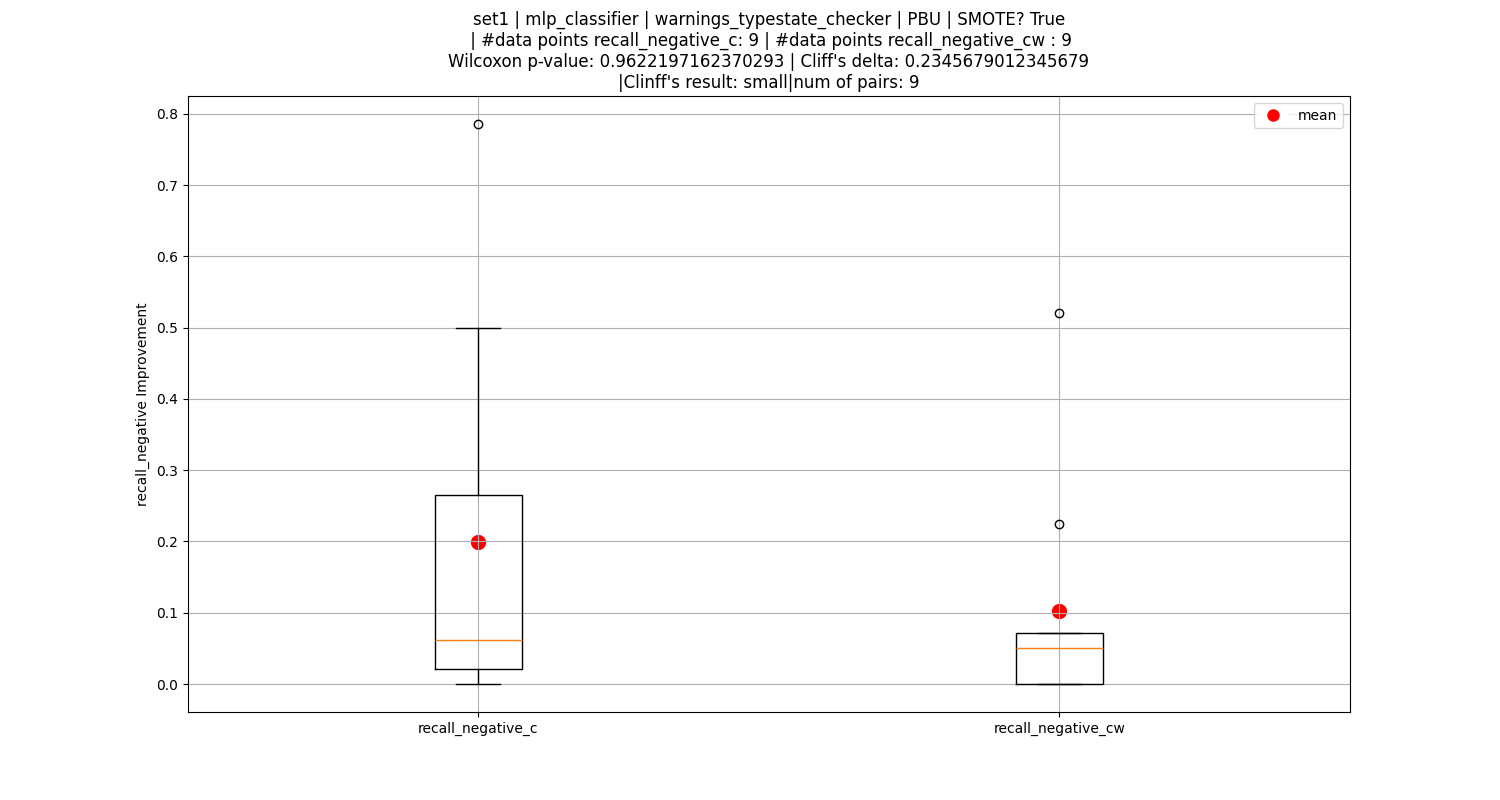 set1 | mlp_classifier | warnings_typestate_checker | PBU | SMOTE? True
| #data points recall_negative_c: 9 | #data points recall_negative_cw : 9
Wilcoxon p-value: 0.9622197162370293 | Cliff's delta: 0.2345679012345679
|Clinff's result: small|num of pairs: 9
mean
recall_negative Improvement
0.8
0.7
0.6
0.5
0.4
0.3
0.2
0.1
0.0
recall_negative_c
recall_negative_cw